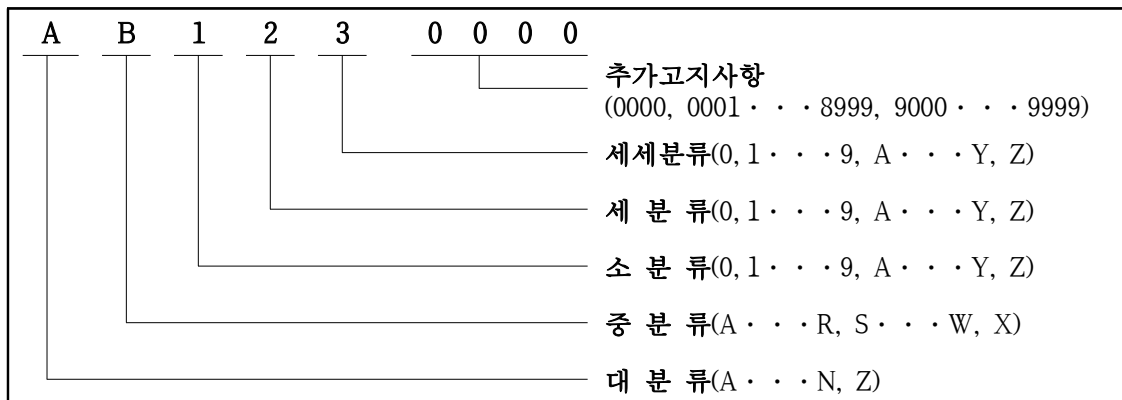 A B 1 2 3 0 0 0 0
추가고지사항
(0000, 0001・・・8999, 9000・・・9999)
세세분류(0,1・・・9, A・・・Y, Z)
세 분 류(0,1・・・9, A・・・Y, Z)
소 분 류(0,1・・・9, A・・・Y, Z)
중 분 류(A・・・R, S・・・W, X)
대 분 류(A・・・N, Z)